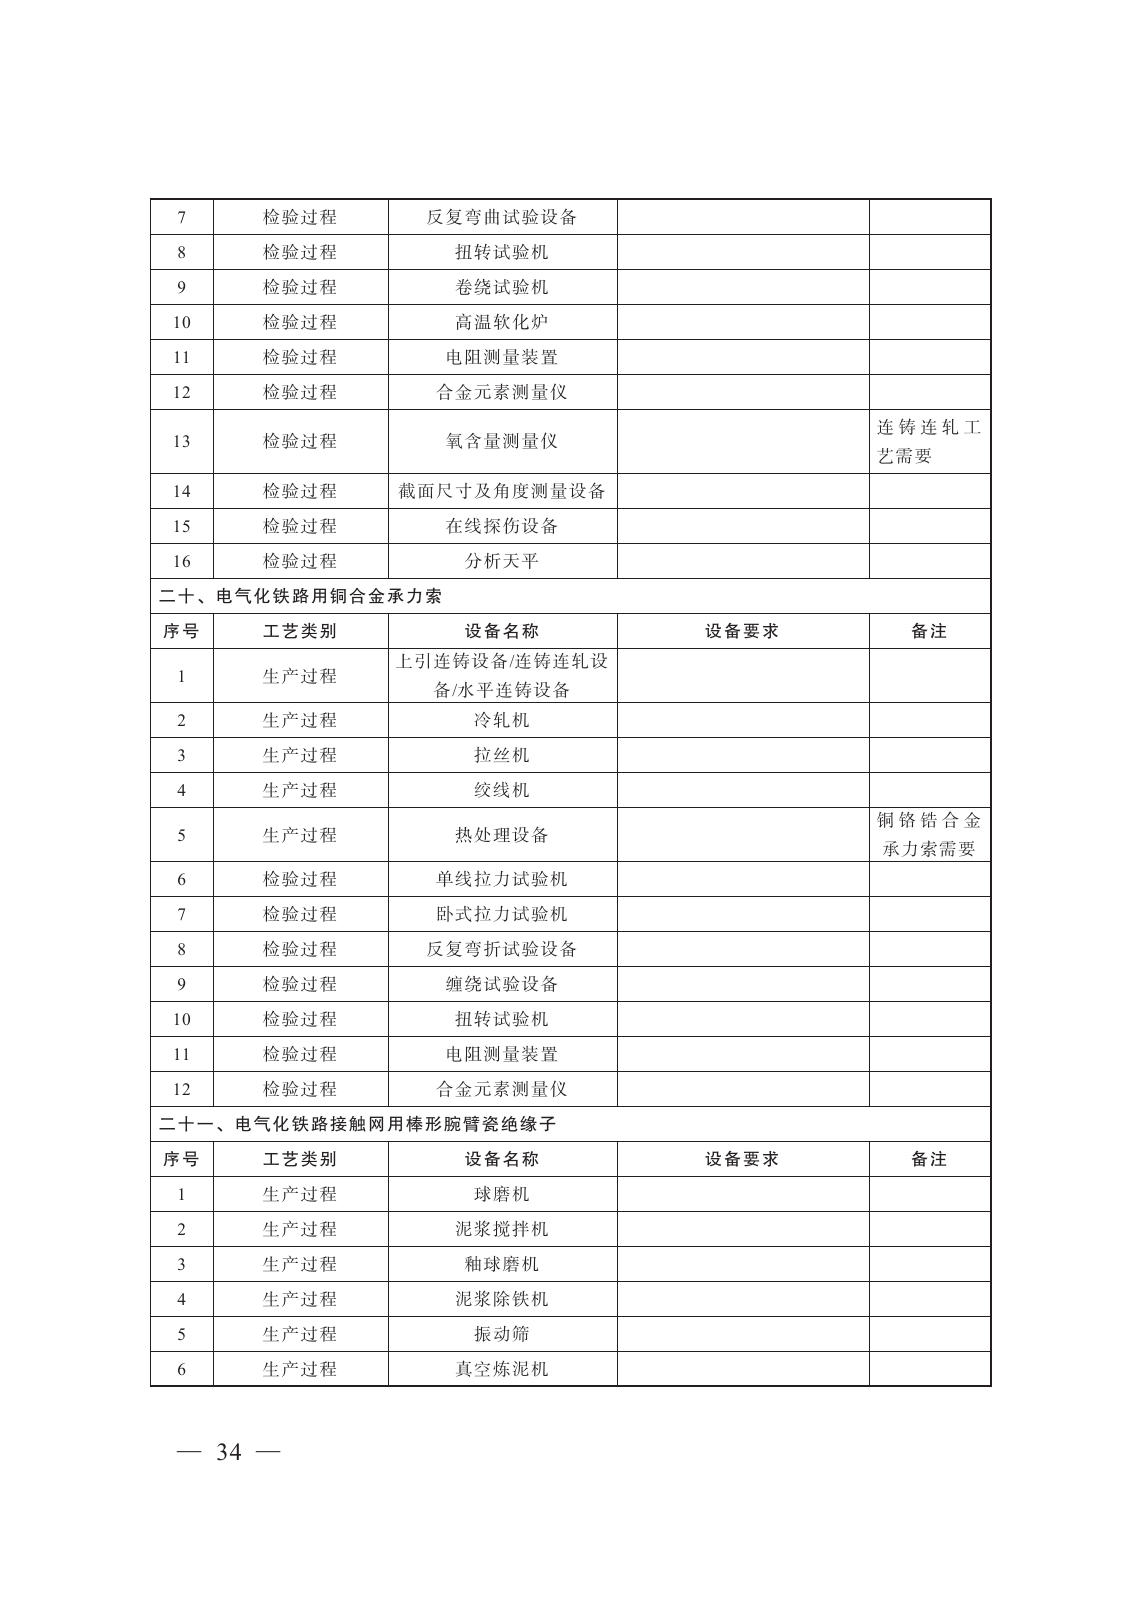 7 检验过程 反复弯曲试验设备
8 检验过程 扭转试验机
9 检验过程 卷绕试验机
10 检验过程 高温软化炉
11 检验过程 电阻测量装置
12 检验过程 合金元素测量仪
13 检验过程 氧含量测量仪 连铸连轧工
艺需要
14 检验过程 截面尺寸及角度测量设备
15 检验过程 在线探伤设备
16 检验过程 分析天平
二十、电气化铁路用铜合金承力索
序号 工艺类别 设备名称 设备要求 备注
1 生产过程 上引连铸设备/连铸连轧设
备/水平连铸设备
2 生产过程 冷轧机
3 生产过程 拉丝机
4 生产过程 绞线机
5 生产过程 热处理设备 铜铬锆合金
承力索需要
6 检验过程 单线拉力试验机
7 检验过程 卧式拉力试验机
8 检验过程 反复弯折试验设备
9 检验过程 缠绕试验设备
10 检验过程 扭转试验机
11 检验过程 电阻测量装置
12 检验过程 合金元素测量仪
二十一、电气化铁路接触网用棒形腕臂瓷绝缘子
序号 工艺类别 设备名称 设备要求 备注
1 生产过程 球磨机
2 生产过程 泥浆搅拌机
3 生产过程 釉球磨机
4 生产过程 泥浆除铁机
5 生产过程 振动筛
6 生产过程 真空炼泥机
— 34 —